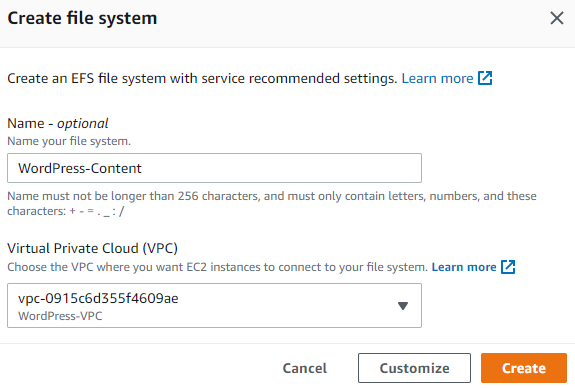 Create file system
Create an EFS file system with service recommended settings. Learn more
Name - optional
Name your file system.
WordPress-Content
Name must not be longer than 256 characters, and must only contain letters, numbers, and these
characters: + - = . _ : /
Virtual Private Cloud (VPC)
Choose the VPC where you want EC2 instances to connect to your file system. Learn more
vpc-0915c6d355f4609ae
WordPress-VPC
Cancel
Customize
Create